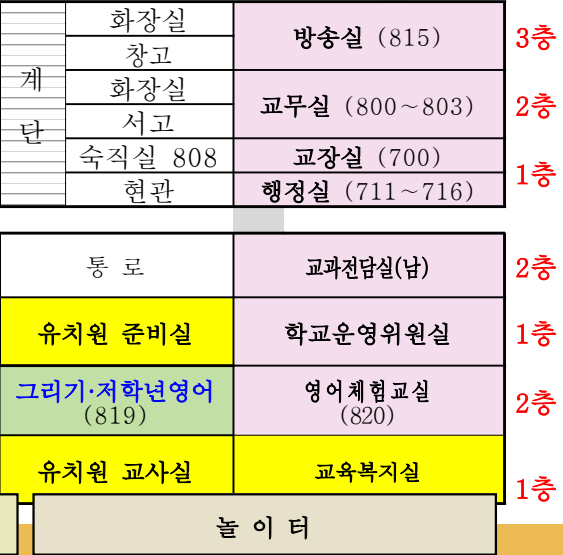 계
단
화장실
방송실 (815)
3층
창고
화장실
교무실 (800~803)
2층
서고
숙직실 808
교장실 (700)
1층
현관
행정실 (711~716)
통 로
교과전담실(남)
2층
유치원 준비실
학교운영위원실
1층
그리기·저학년영어
(819)
영어체험교실
(820)
2층
유치원 교사실
교육복지실
1층
놀 이 터